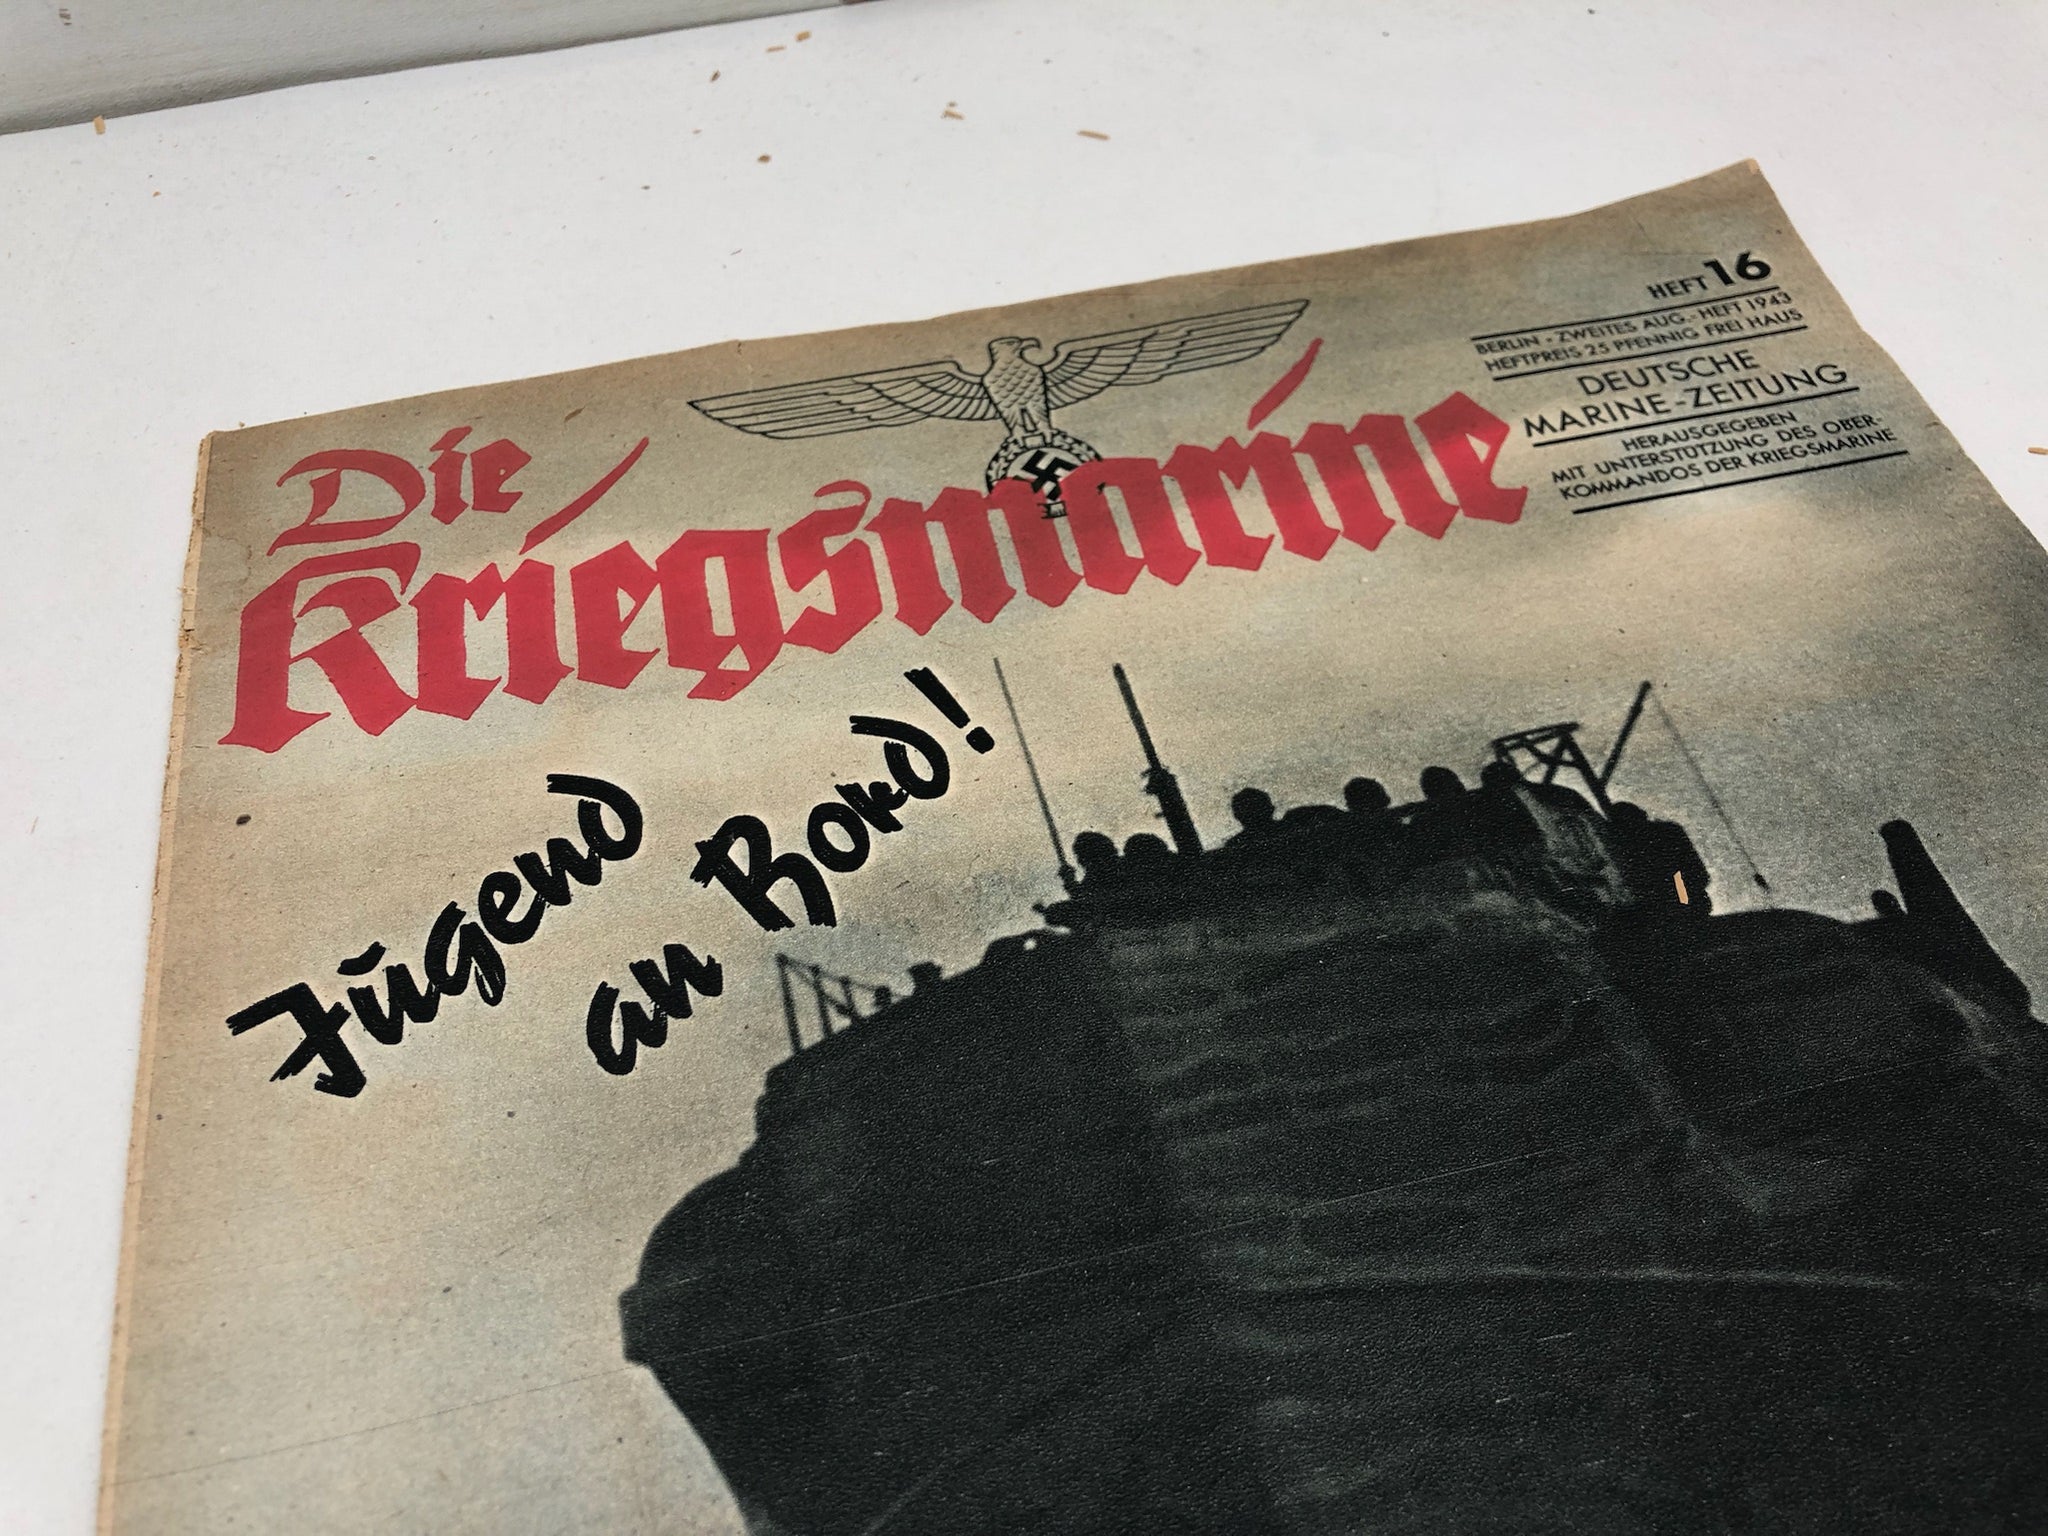 Die
Kriegsmarine
HEFT 16
BERLIN - ZWEITES AUG.-HEFT 1943
HEFTPREIS 25 PFENNIG FREI HAUS
DEUTSCHE
MARINE-ZEITUNG
HERAUSGEGEBEN
MIT UNTERSTÜTZUNG DES OBER-
KOMMANDOS DER KRIEGSMARINE
Jugend
an Bord!